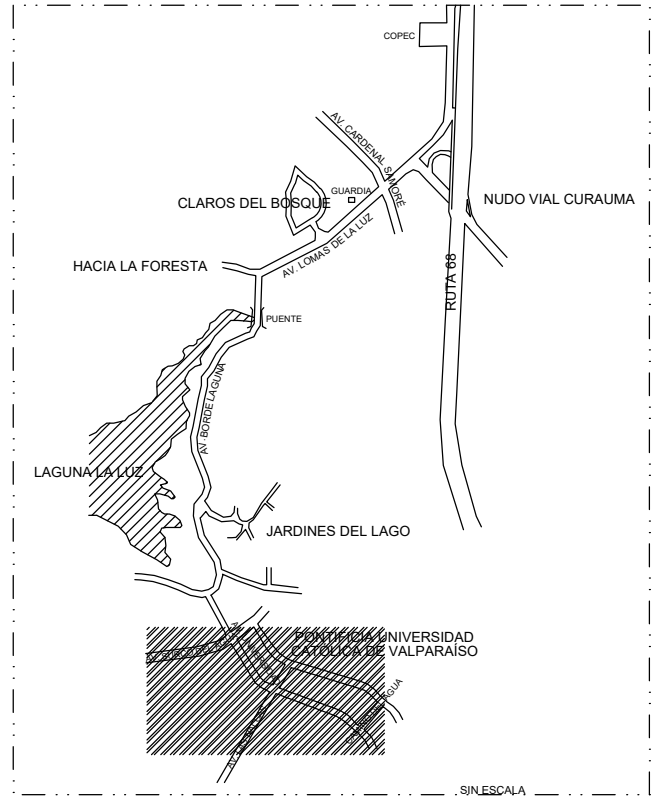 COPEC
AV. CARDENAL SAMORÉ
GUARDIA
CLAROS DEL BOSQUE
NUDO VIAL CURAUMA
AV. LOMAS DE LA LUZ
HACIA LA FORESTA
RUTA 68
PUENTE
AV. BORDE LAGUNA
LAGUNA LA LUZ
JARDINES DEL LAGO
PONTIFICIA UNIVERSIDAD
CATOLICA DE VALPARAÍSO
SIN ESCALA